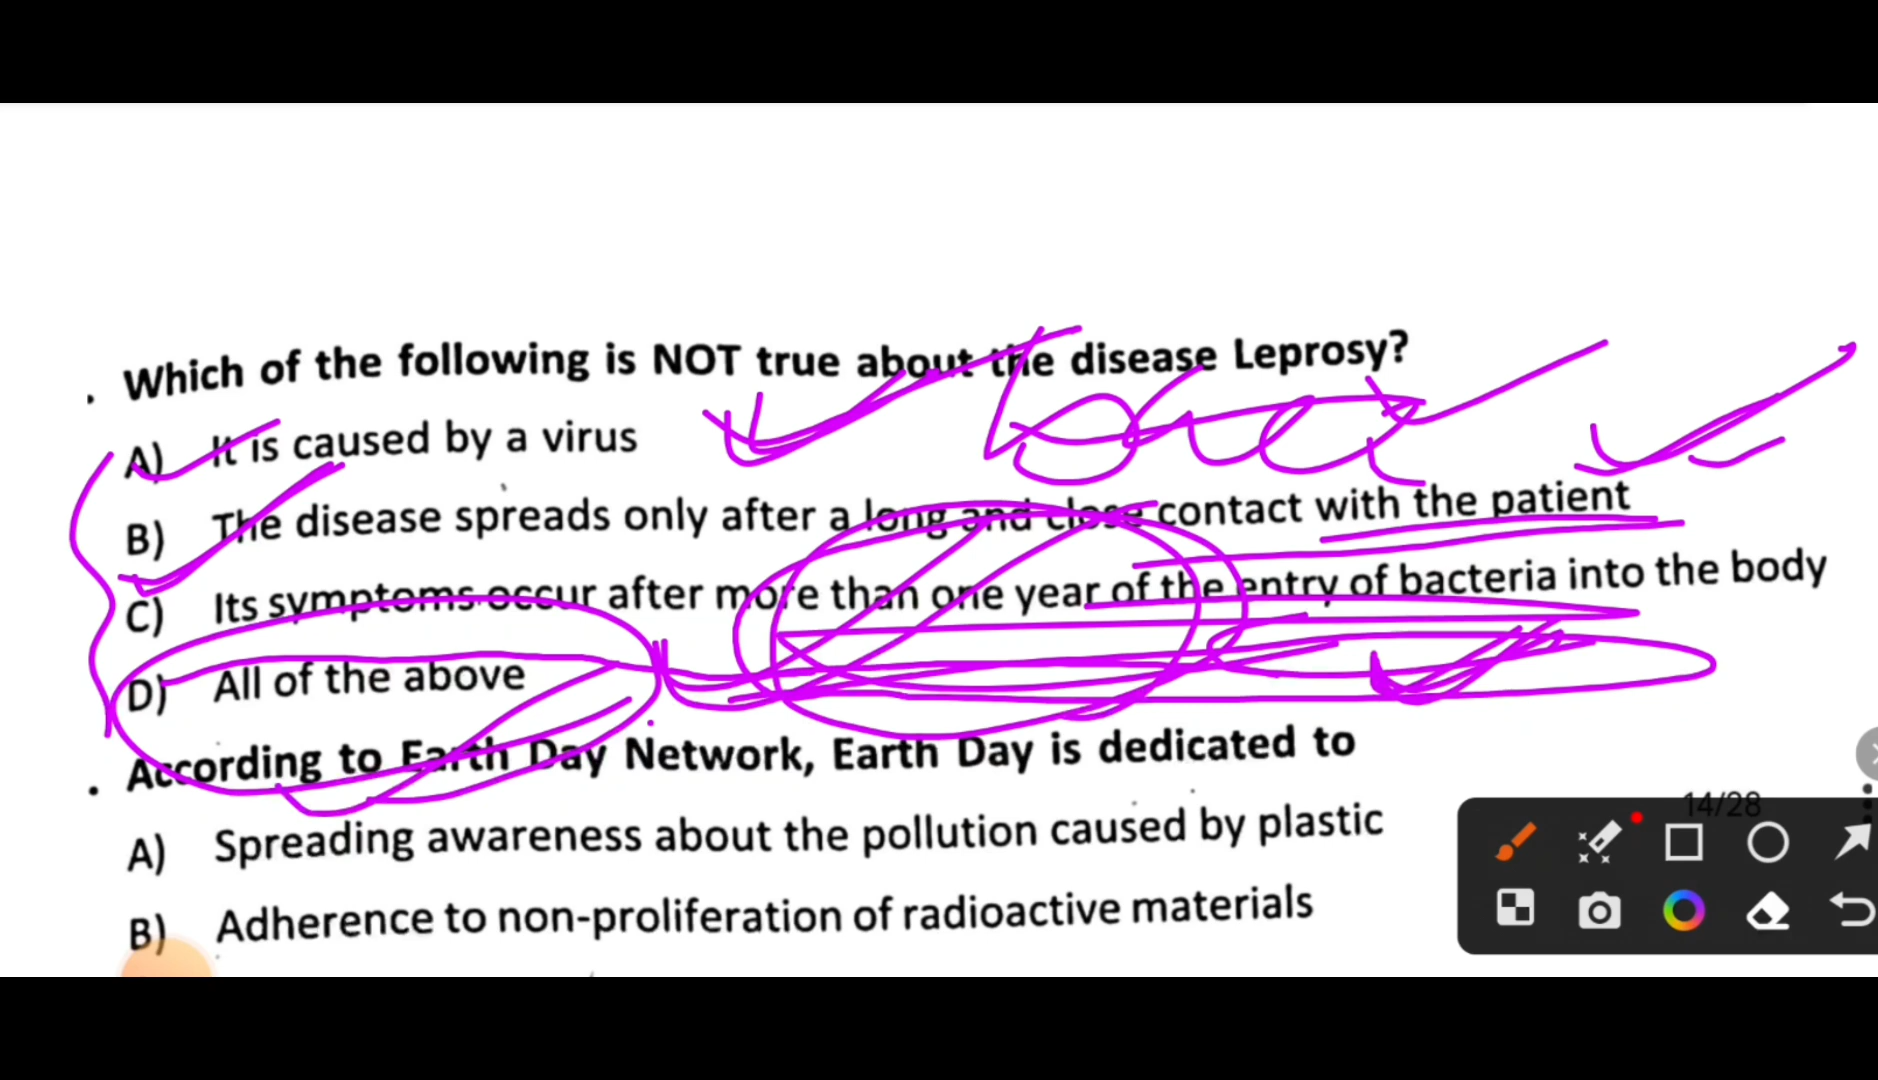 . Which of the following is NOT true about the disease Leprosy?
A) It is caused by a virus
B) The disease spreads only after a long and close contact with the patient
C) Its symptoms occur after more than one year of the entry of bacteria into the body
D) All of the above
. According to Earth Day Network, Earth Day is dedicated to
A) Spreading awareness about the pollution caused by plastic
14/28
B) Adherence to non-proliferation of radioactive materials